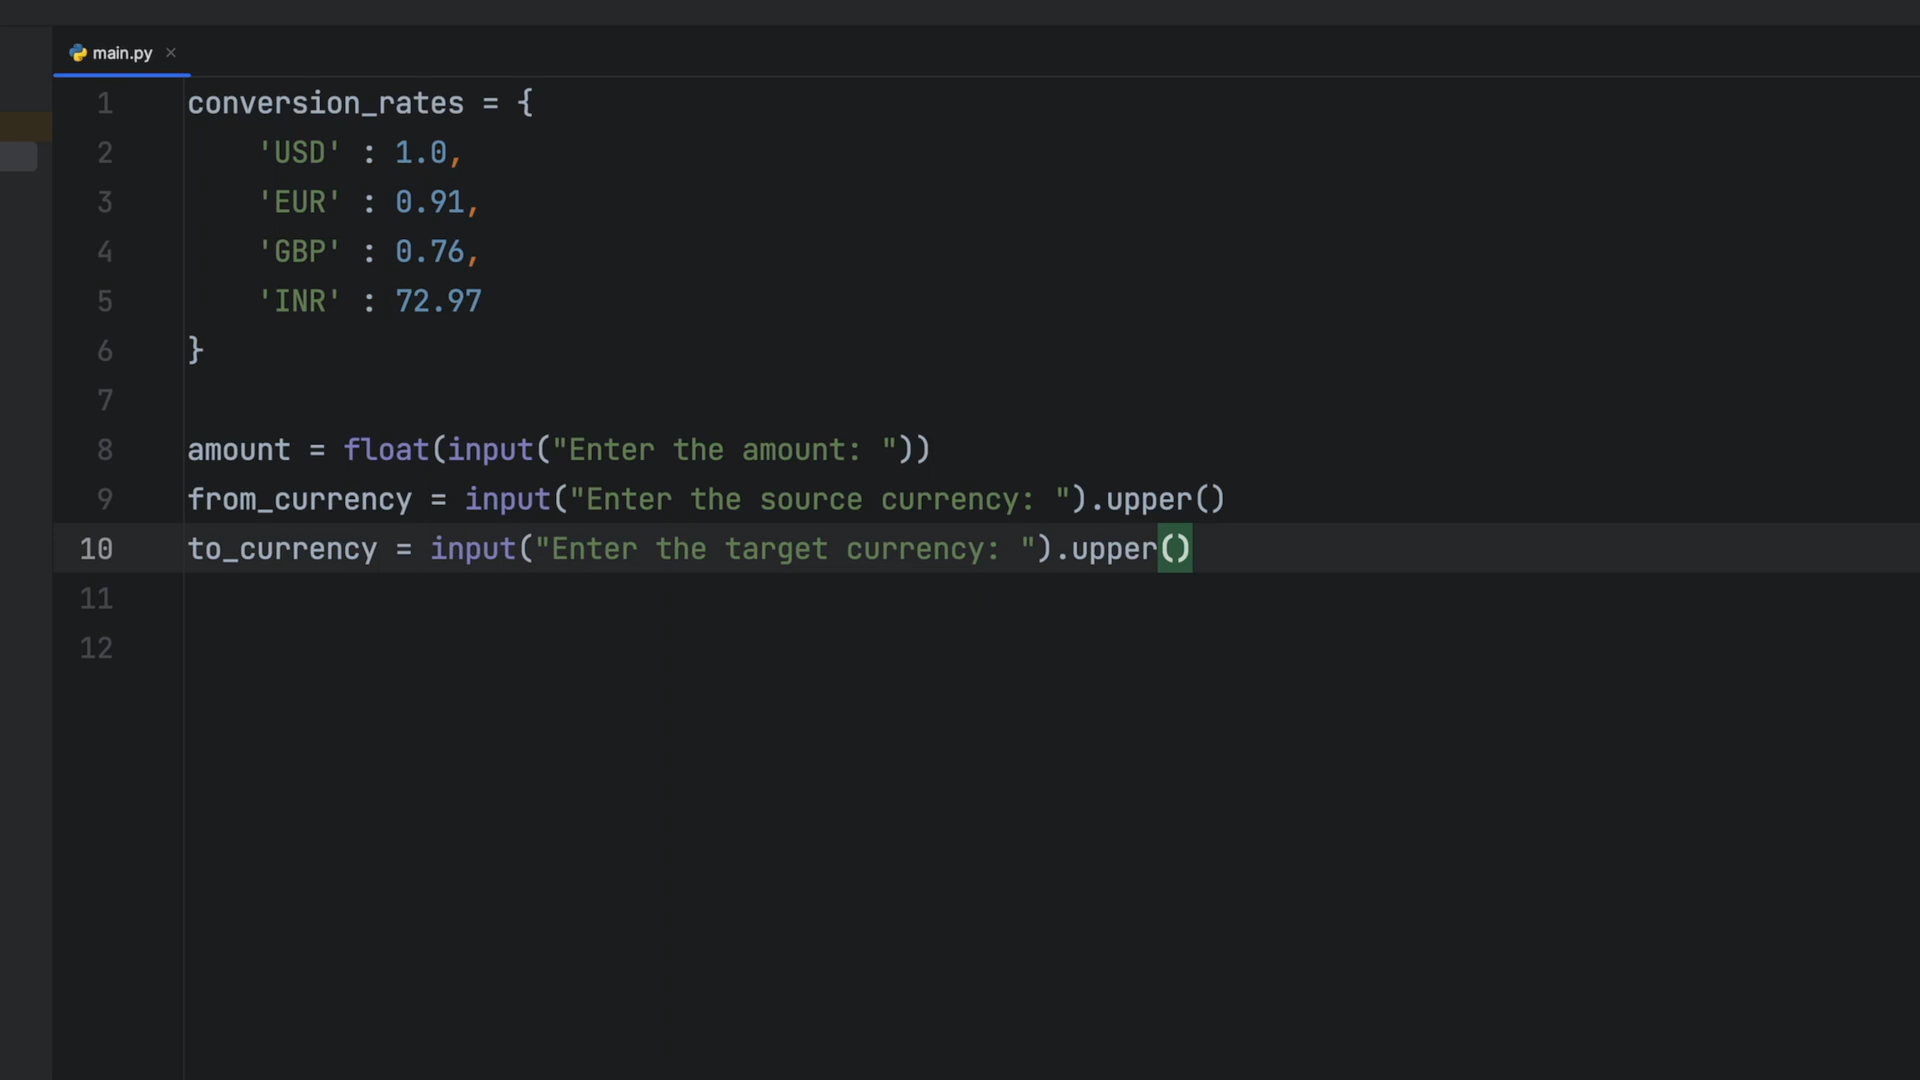 main.py ×
1 conversion_rates = {
2     'USD' : 1.0,
3     'EUR' : 0.91,
4     'GBP' : 0.76,
5     'INR' : 72.97
6 }
7
8 amount = float(input("Enter the amount: "))
9 from_currency = input("Enter the source currency: ").upper()
10 to_currency = input("Enter the target currency: ").upper()
11
12